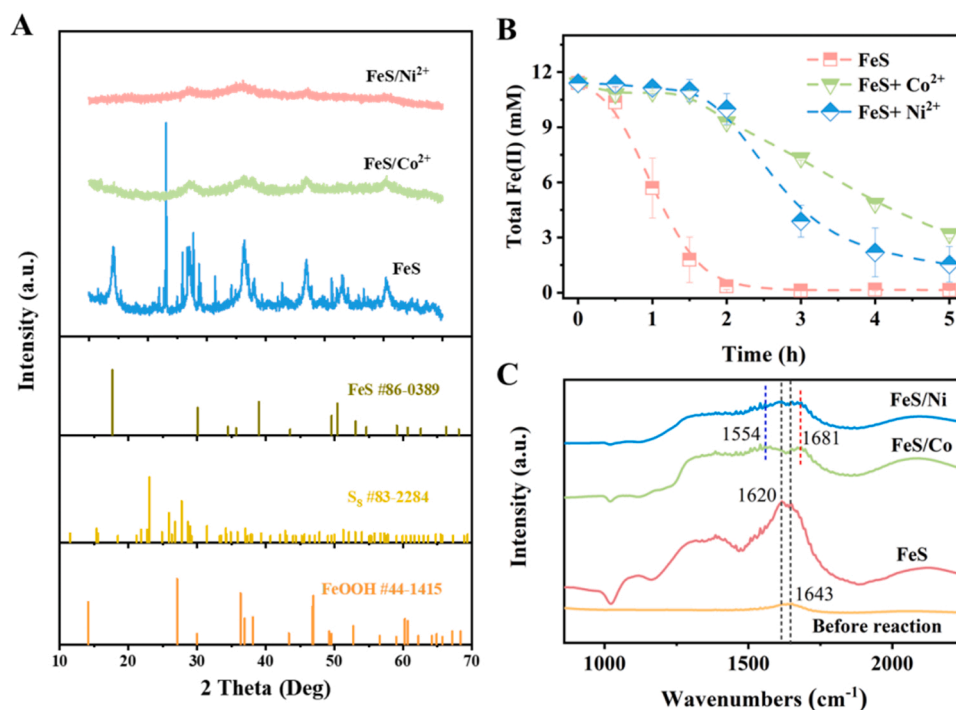 A
FeS/Ni²⁺
FeS/Co²⁺
FeS
FeS #86-0389
S₈ #83-2284
FeOOH #44-1415
Intensity (a.u.)
10 20 30 40 50 60 70
2 Theta (Deg)
B
FeS
FeS+ Co²⁺
FeS+ Ni²⁺
12
9
6
3
0
Total Fe(II) (mM)
0 1 2 3 4 5
Time (h)
C
FeS/Ni
1554 1681
FeS/Co
1620
FeS
1643
Before reaction
Intensity (a.u.)
1000 1500 2000
Wavenumbers (cm⁻¹)